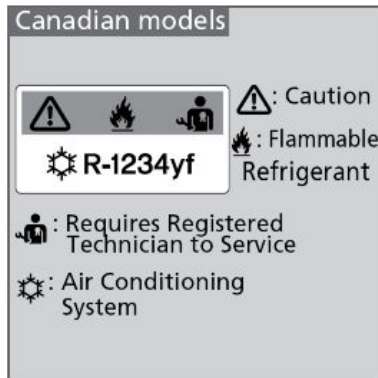 Canadian models
: Caution
: Flammable
Refrigerant
R-1234yf
: Requires Registered
Technician to Service
: Air Conditioning
System